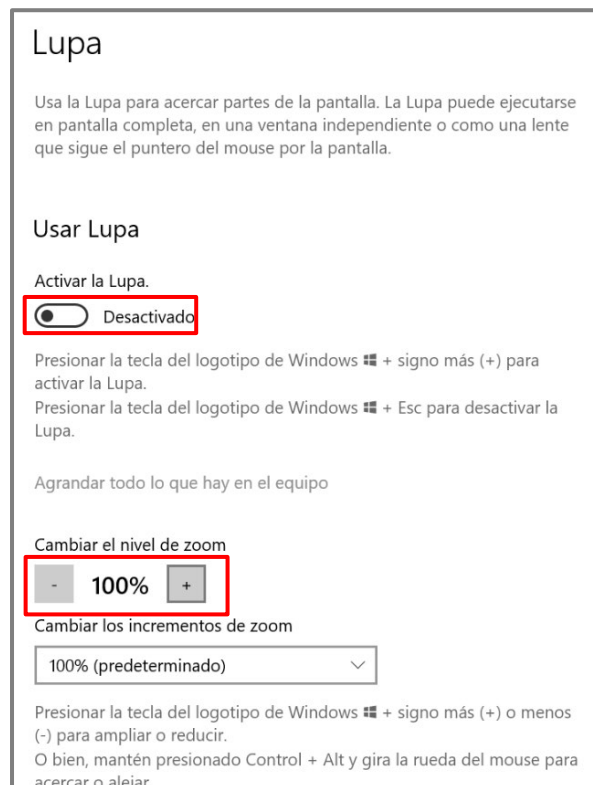 Lupa
Usa la Lupa para acercar partes de la pantalla. La Lupa puede ejecutarse
en pantalla completa, en una ventana independiente o como una lente
que sigue el puntero del mouse por la pantalla.
Usar Lupa
Activar la Lupa.
Desactivado
Presionar la tecla del logotipo de Windows + signo más (+) para
activar la Lupa.
Presionar la tecla del logotipo de Windows + Esc para desactivar la
Lupa.
Agrandar todo lo que hay en el equipo
Cambiar el nivel de zoom
- 100% +
Cambiar los incrementos de zoom
100% (predeterminado)
Presionar la tecla del logotipo de Windows + signo más (+) o menos
(-) para ampliar o reducir.
O bien, mantén presionado Control + Alt y gira la rueda del mouse para
acercar o alejar